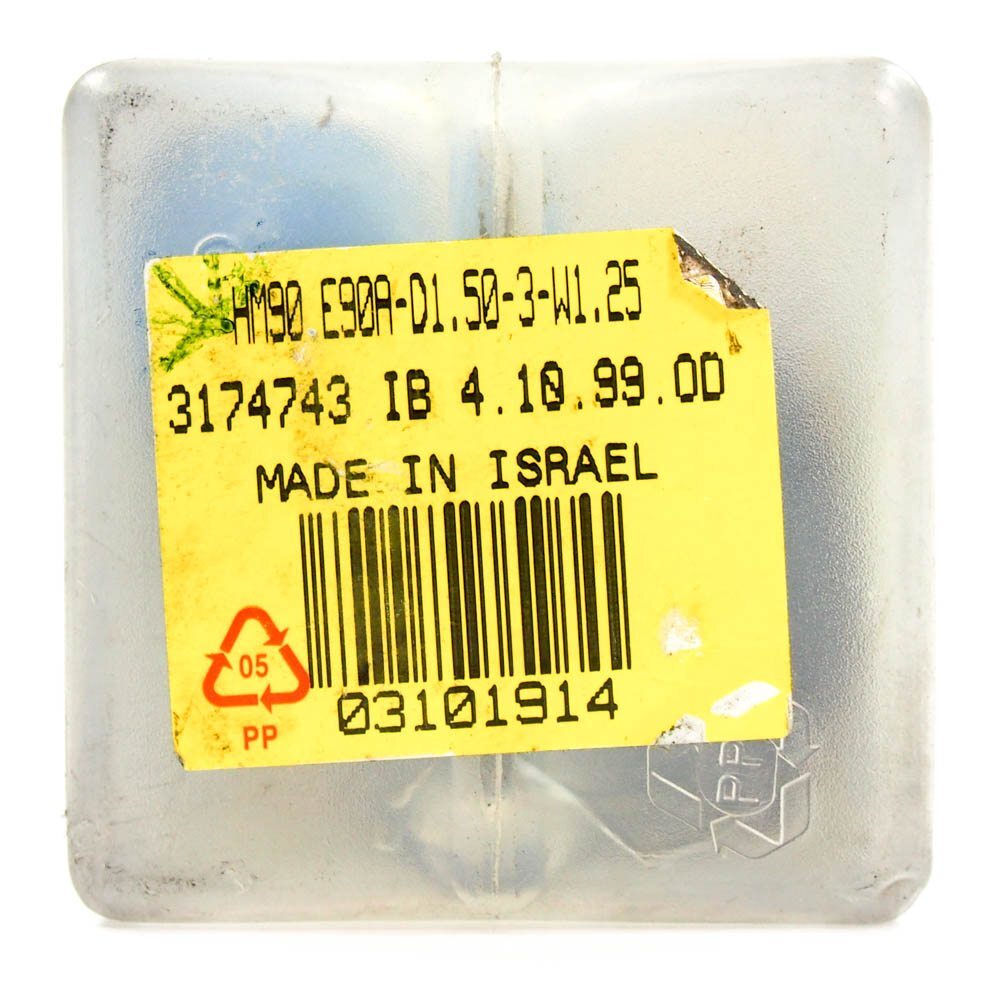 HM90 E90A-D1.50-3-W1.25
3174743 IB 4.10.99.OD
MADE IN ISRAEL
03101914
05
PP
PP